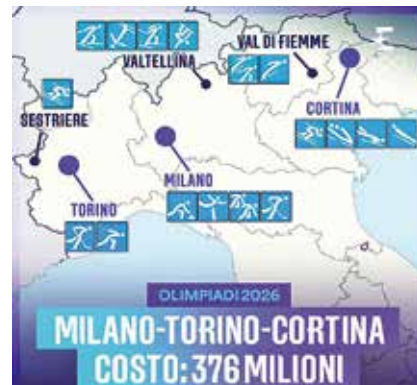 VALTELLINA
VAL DI FIEMME
SESTRIERE
CORTINA
MILANO
TORINO
OLIMPIADI 2026
MILANO-TORINO-CORTINA
COSTO: 376 MILIONI